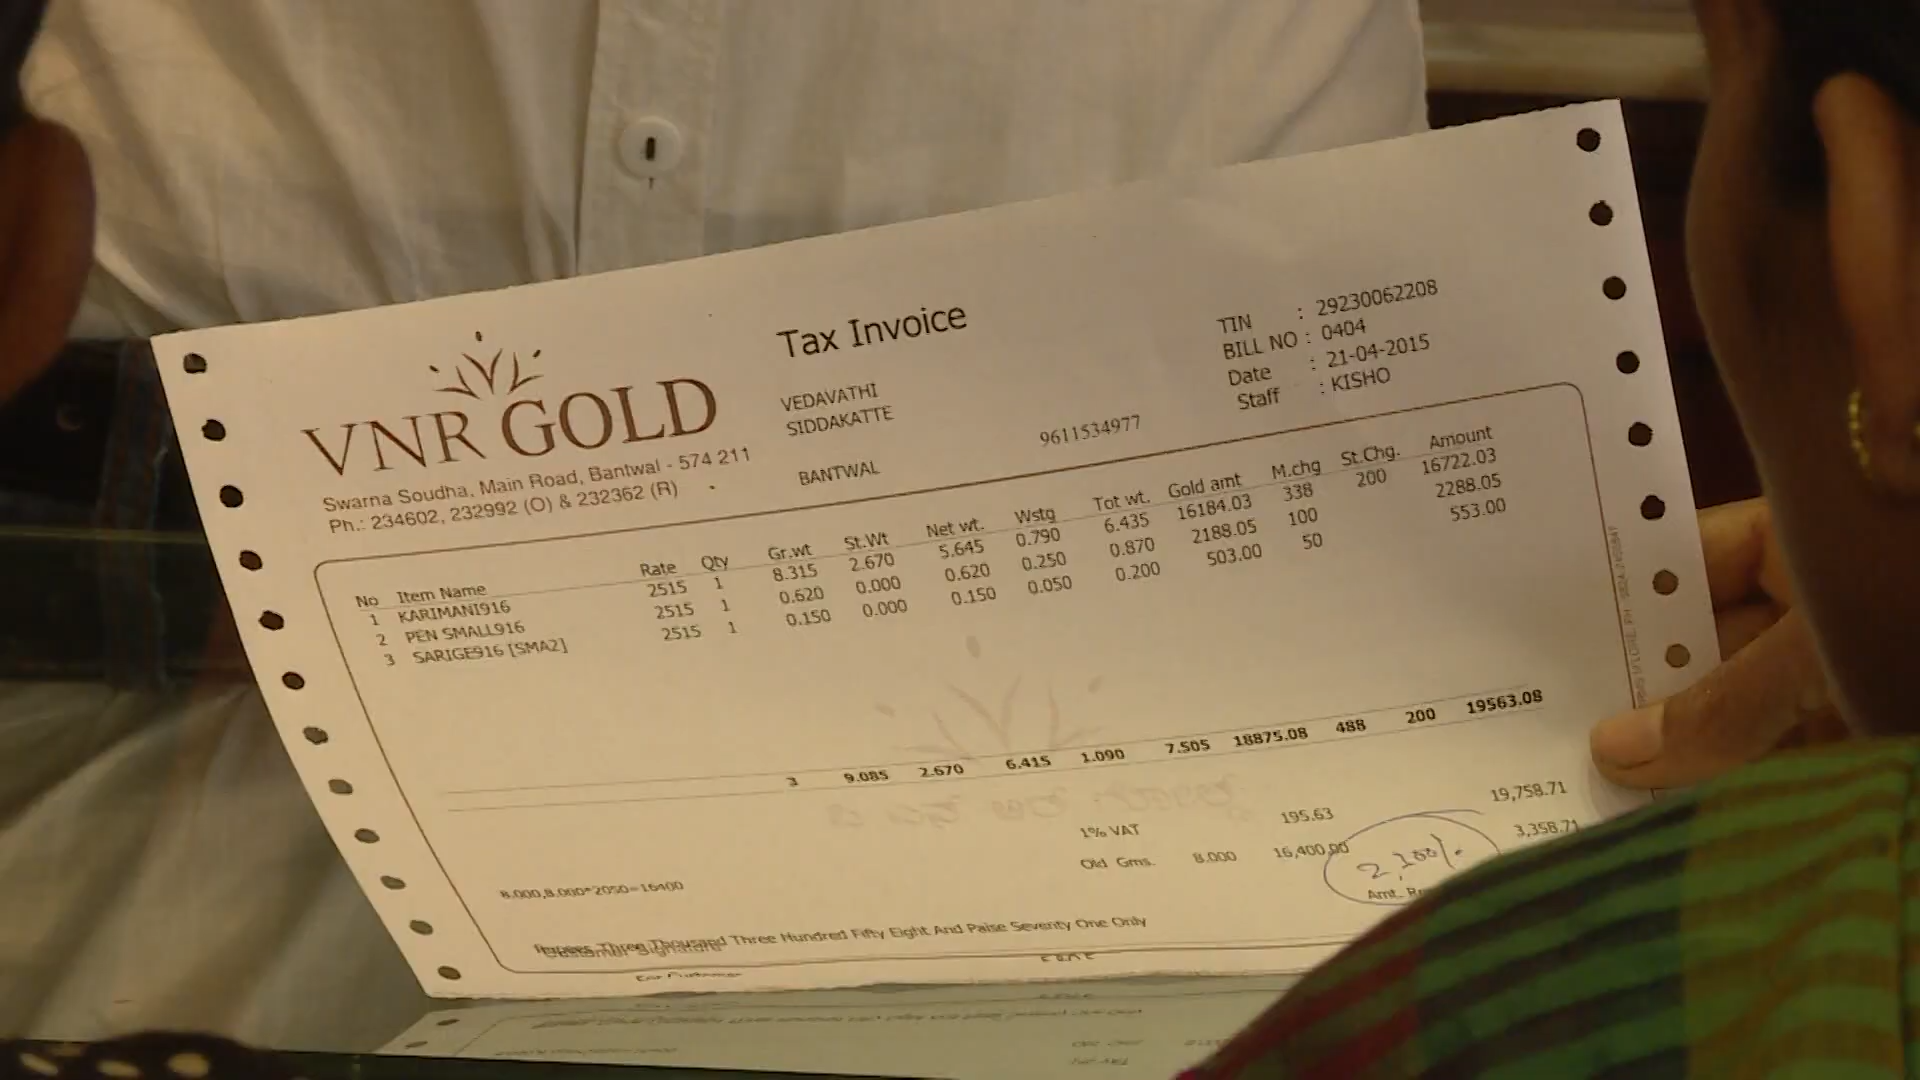 VNR GOLD
Swarna Soudha, Main Road, Bantwal - 574 211
Ph.: 234602, 232992 (O) & 232362 (R)
Tax Invoice
VEDAVATHI
SIDDAKATTE
BANTWAL
9611534977
TIN : 29230062208
BILL NO : 0404
Date : 21-04-2015
Staff : KISHO
No Item Name Rate Qty Gr.wt St.Wt Net wt. Wstg Tot wt. Gold amt M.chg St.Chg. Amount
1 KARIMANI916 2515 1 8.315 2.670 5.645 0.790 6.435 16184.03 338 200 16722.03
2 PEN SMALL916 2515 1 0.620 0.000 0.620 0.250 0.870 2188.05 100 2288.05
3 SARIGE916 [SMA2] 2515 1 0.150 0.000 0.150 0.050 0.200 503.00 50 553.00
3 9.085 2.670 6.415 1.090 7.505 18875.08 488 200 19563.08
1% VAT 195.63 19,758.71
Old Gms. 8.000 16,400.00 3,358.71
8.000,8.000*2050=16400
Amt.
Three Thousand Three Hundred Fifty Eight And Paise Seventy One Only
For Customer